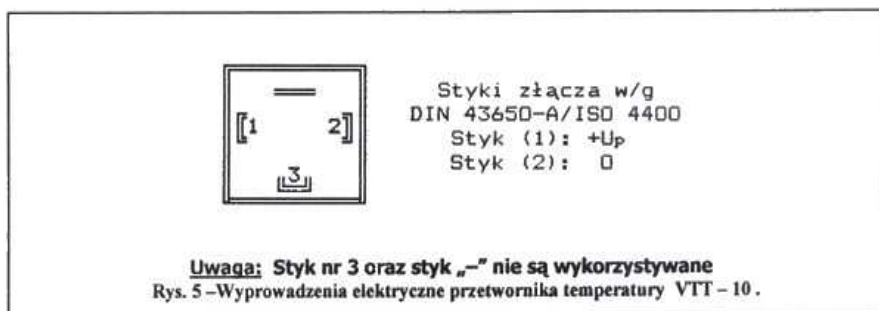 Styki złącza w/g
DIN 43650-A/ISO 4400
1 2
Styk (1): +Up
Styk (2): 0
3
Uwaga: Styk nr 3 oraz styk „–” nie są wykorzystywane
Rys. 5 –Wyprowadzenia elektryczne przetwornika temperatury VTT – 10 .